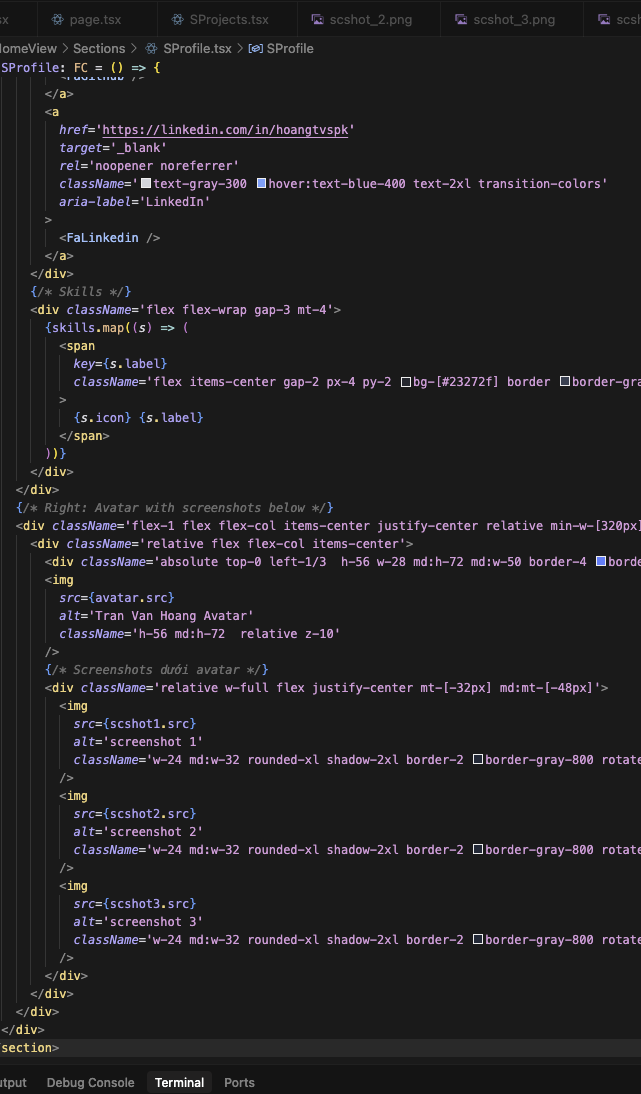 sx page.tsx SProjects.tsx scshot_2.png scshot_3.png scsh
HomeView > Sections > SProfile.tsx > SProfile
SProfile: FC = () => {
<FaGithub />
</a>
<a
href='https://linkedin.com/in/hoangtvspk'
target='_blank'
rel='noopener noreferrer'
className='text-gray-300 hover:text-blue-400 text-2xl transition-colors'
aria-label='LinkedIn'
>
<FaLinkedin />
</a>
</div>
{/* Skills */}
<div className='flex flex-wrap gap-3 mt-4'>
{skills.map((s) => (
<span
key={s.label}
className='flex items-center gap-2 px-4 py-2 bg-[#23272f] border border-gra
>
{s.icon} {s.label}
</span>
))}
</div>
</div>
{/* Right: Avatar with screenshots below */}
<div className='flex-1 flex flex-col items-center justify-center relative min-w-[320px]
<div className='relative flex flex-col items-center'>
<div className='absolute top-0 left-1/3  h-56 w-28 md:h-72 md:w-50 border-4 borde
<img
src={avatar.src}
alt='Tran Van Hoang Avatar'
className='h-56 md:h-72  relative z-10'
/>
{/* Screenshots dưới avatar */}
<div className='relative w-full flex justify-center mt-[-32px] md:mt-[-48px]'>
<img
src={scshot1.src}
alt='screenshot 1'
className='w-24 md:w-32 rounded-xl shadow-2xl border-2 border-gray-800 rotate
/>
<img
src={scshot2.src}
alt='screenshot 2'
className='w-24 md:w-32 rounded-xl shadow-2xl border-2 border-gray-800 rotate
/>
<img
src={scshot3.src}
alt='screenshot 3'
className='w-24 md:w-32 rounded-xl shadow-2xl border-2 border-gray-800 rotate
/>
</div>
</div>
</div>
</div>
section>
utput Debug Console Terminal Ports